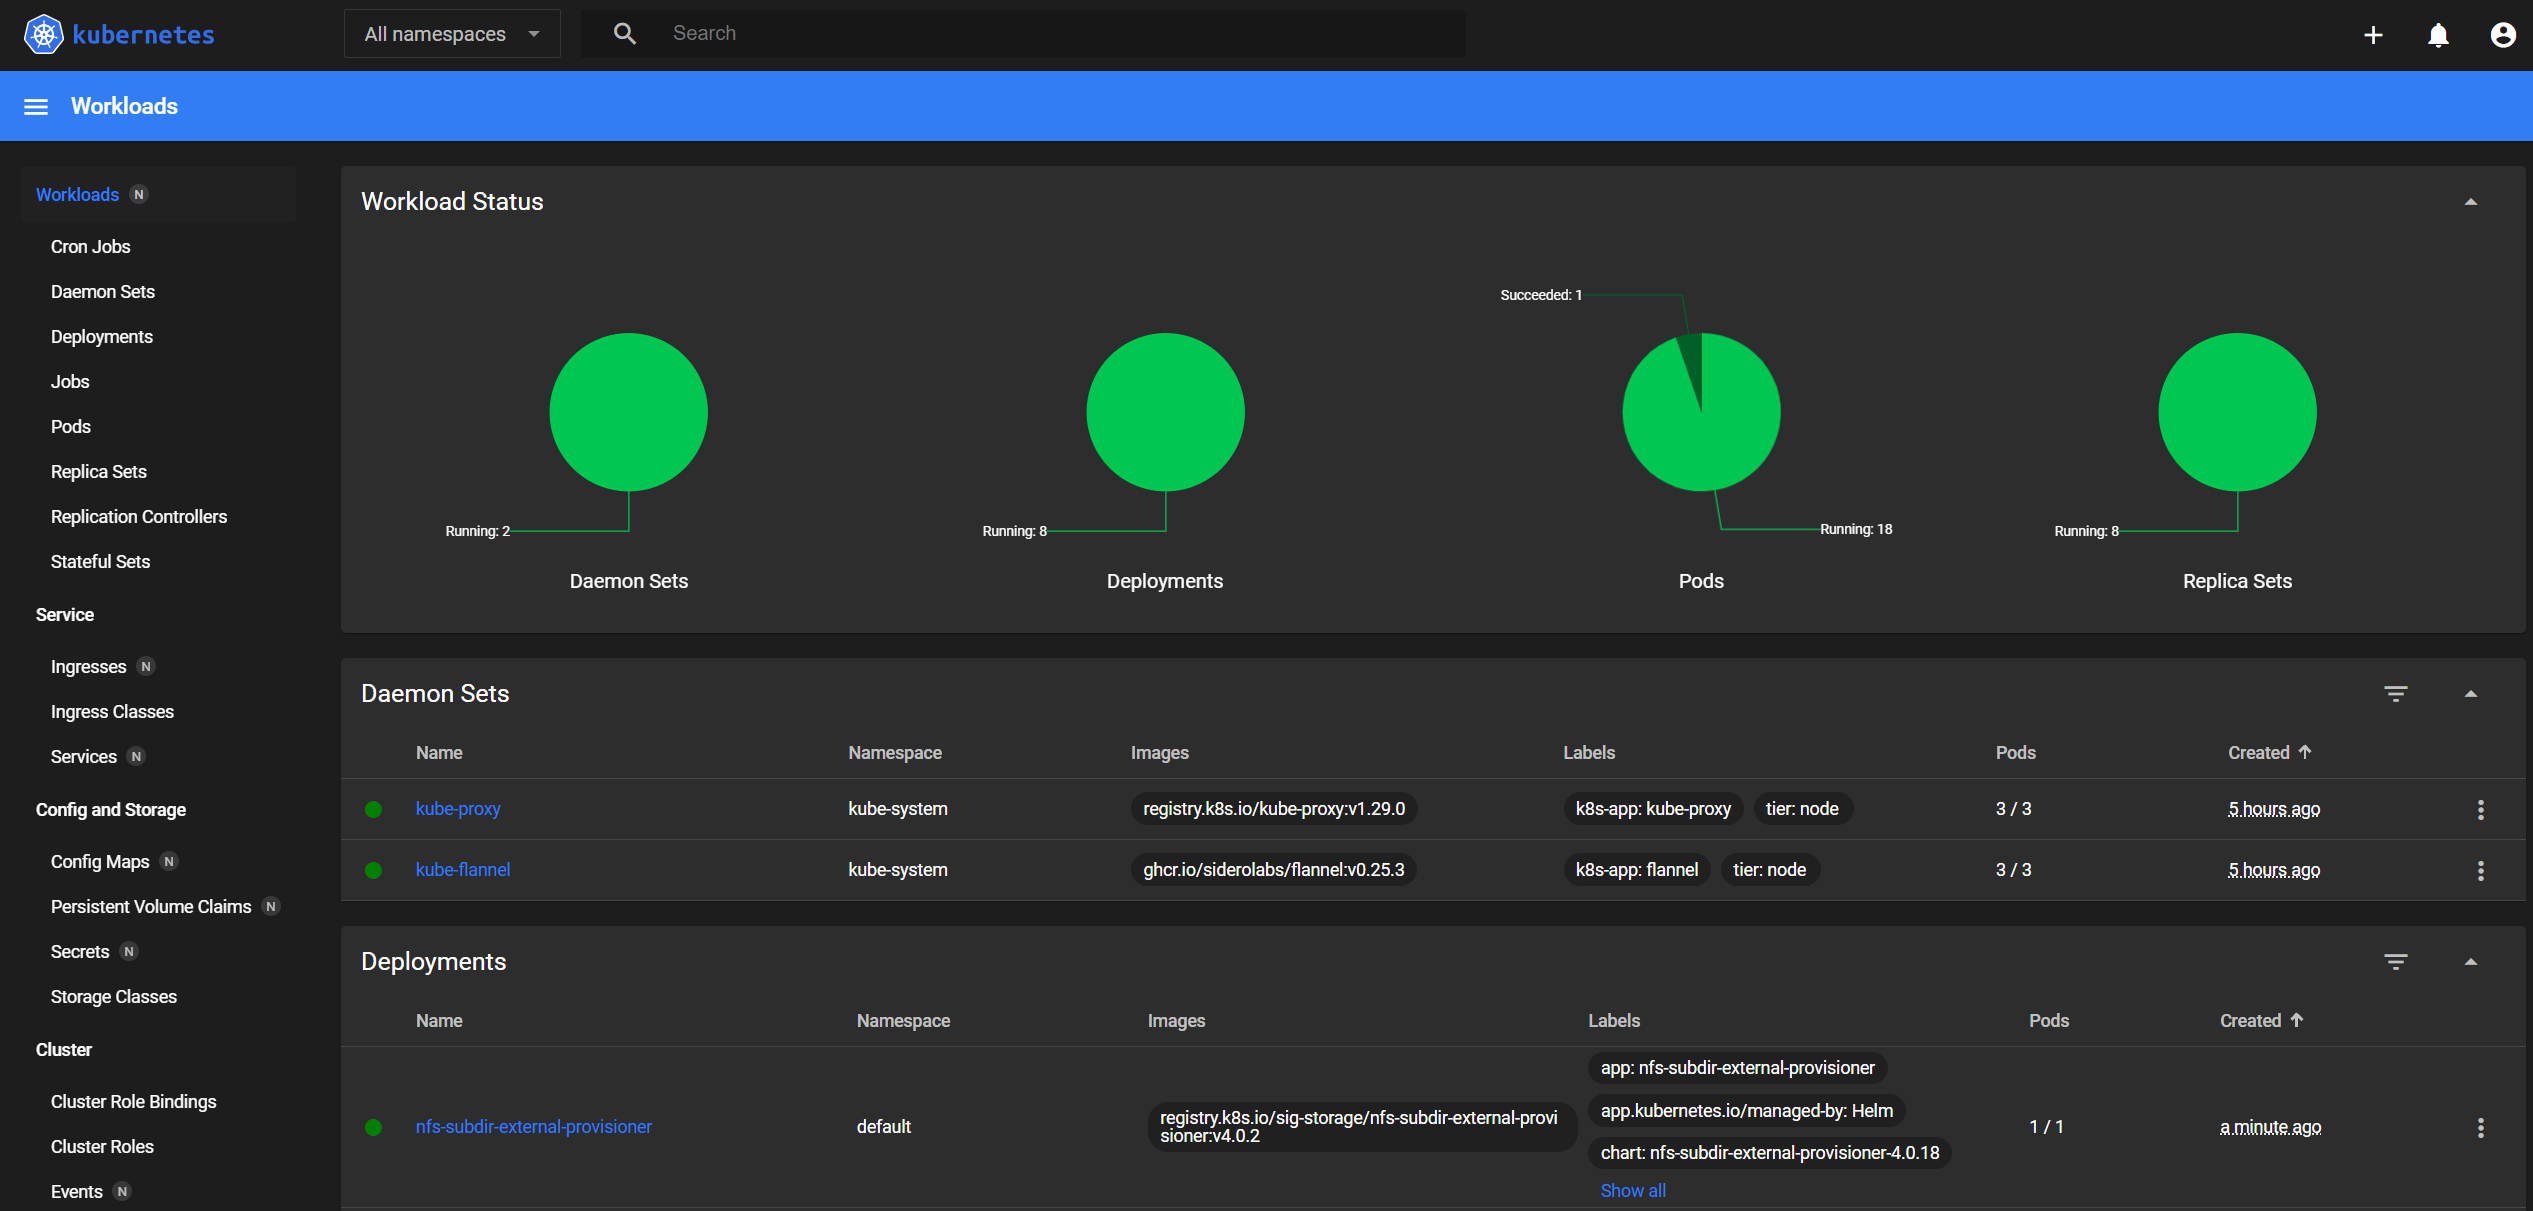 kubernetes
All namespaces
Search
Workloads
Workloads N
Cron Jobs
Daemon Sets
Deployments
Jobs
Pods
Replica Sets
Replication Controllers
Stateful Sets
Service
Ingresses N
Ingress Classes
Services N
Config and Storage
Config Maps N
Persistent Volume Claims N
Secrets N
Storage Classes
Cluster
Cluster Role Bindings
Cluster Roles
Events N
Workload Status
Running: 2
Daemon Sets
Running: 8
Deployments
Succeeded: 1
Running: 18
Pods
Running: 8
Replica Sets
Daemon Sets
Name Namespace Images Labels Pods Created
kube-proxy kube-system registry.k8s.io/kube-proxy:v1.29.0 k8s-app: kube-proxy tier: node 3 / 3 5 hours ago
kube-flannel kube-system ghcr.io/siderolabs/flannel:v0.25.3 k8s-app: flannel tier: node 3 / 3 5 hours ago
Deployments
Name Namespace Images Labels Pods Created
nfs-subdir-external-provisioner default
registry.k8s.io/sig-storage/nfs-subdir-external-provi
sioner:v4.0.2
app: nfs-subdir-external-provisioner
app.kubernetes.io/managed-by: Helm
chart: nfs-subdir-external-provisioner-4.0.18
Show all
1 / 1 a minute ago